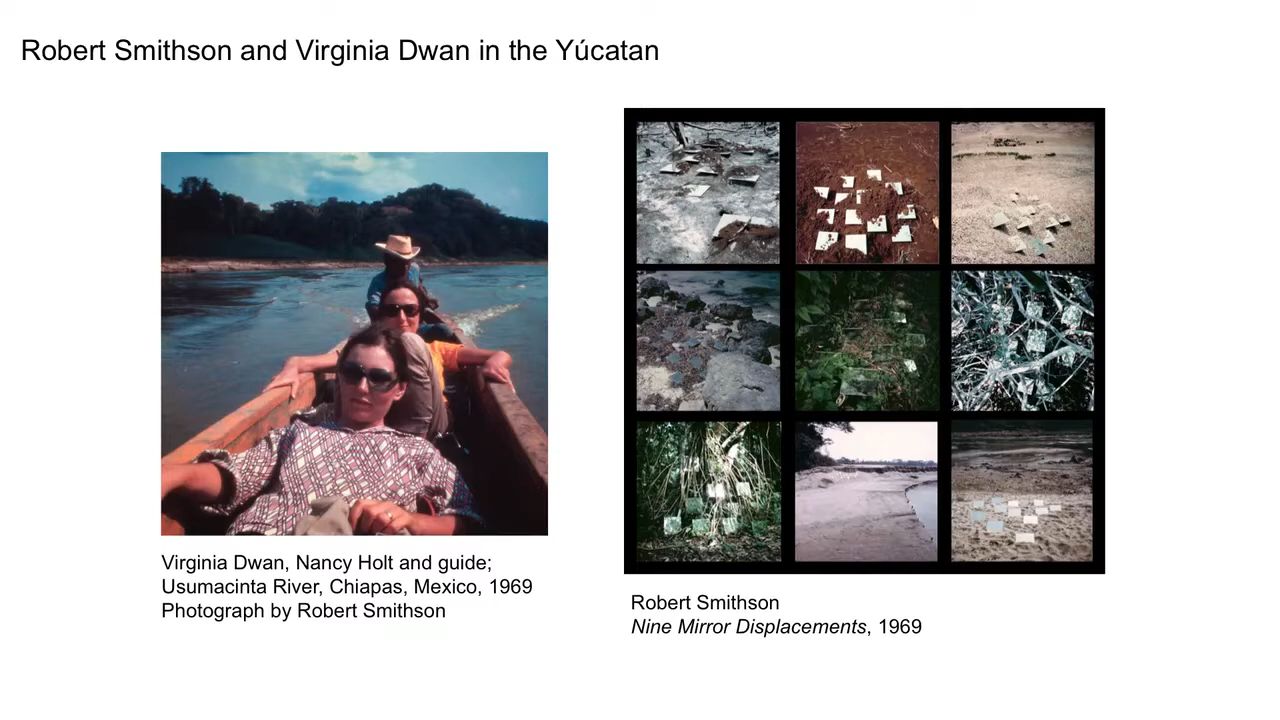 Robert Smithson and Virginia Dwan in the Yúcatan
Virginia Dwan, Nancy Holt and guide;
Usumacinta River, Chiapas, Mexico, 1969
Photograph by Robert Smithson
Robert Smithson
Nine Mirror Displacements, 1969